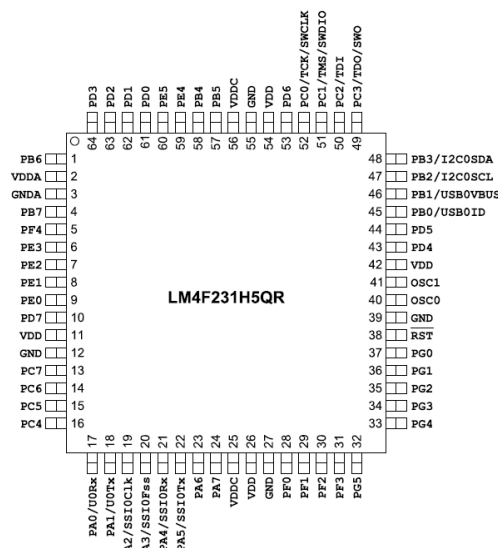 PD3
PD2
PD1
PD0
PE5
PE4
PB4
PB5
VDDC
GND
VDD
PD6
PC0/TCK/SWCLK
PC1/TMS/SWDIO
PC2/TDI
PC3/TDO/SWO
64 63 62 61 60 59 58 57 56 55 54 53 52 51 50 49
PB6 1
VDDA 2
GNDA 3
PB7 4
PF4 5
PE3 6
PE2 7
PE1 8
PE0 9
PD7 10
VDD 11
GND 12
PC7 13
PC6 14
PC5 15
PC4 16
LM4F231H5QR
48 PB3/I2C0SDA
47 PB2/I2C0SCL
46 PB1/USB0VBUS
45 PB0/USB0ID
44 PD5
43 PD4
42 VDD
41 OSC1
40 OSC0
39 GND
38 RST
37 PG0
36 PG1
35 PG2
34 PG3
33 PG4
17 18 19 20 21 22 23 24 25 26 27 28 29 30 31 32
PA0/U0Rx
PA1/U0Tx
A2/SSI0Clk
A3/SSI0Fss
PA4/SSI0Rx
PA5/SSI0Tx
PA6
PA7
VDDC
VDD
GND
PF0
PF1
PF2
PF3
PG5